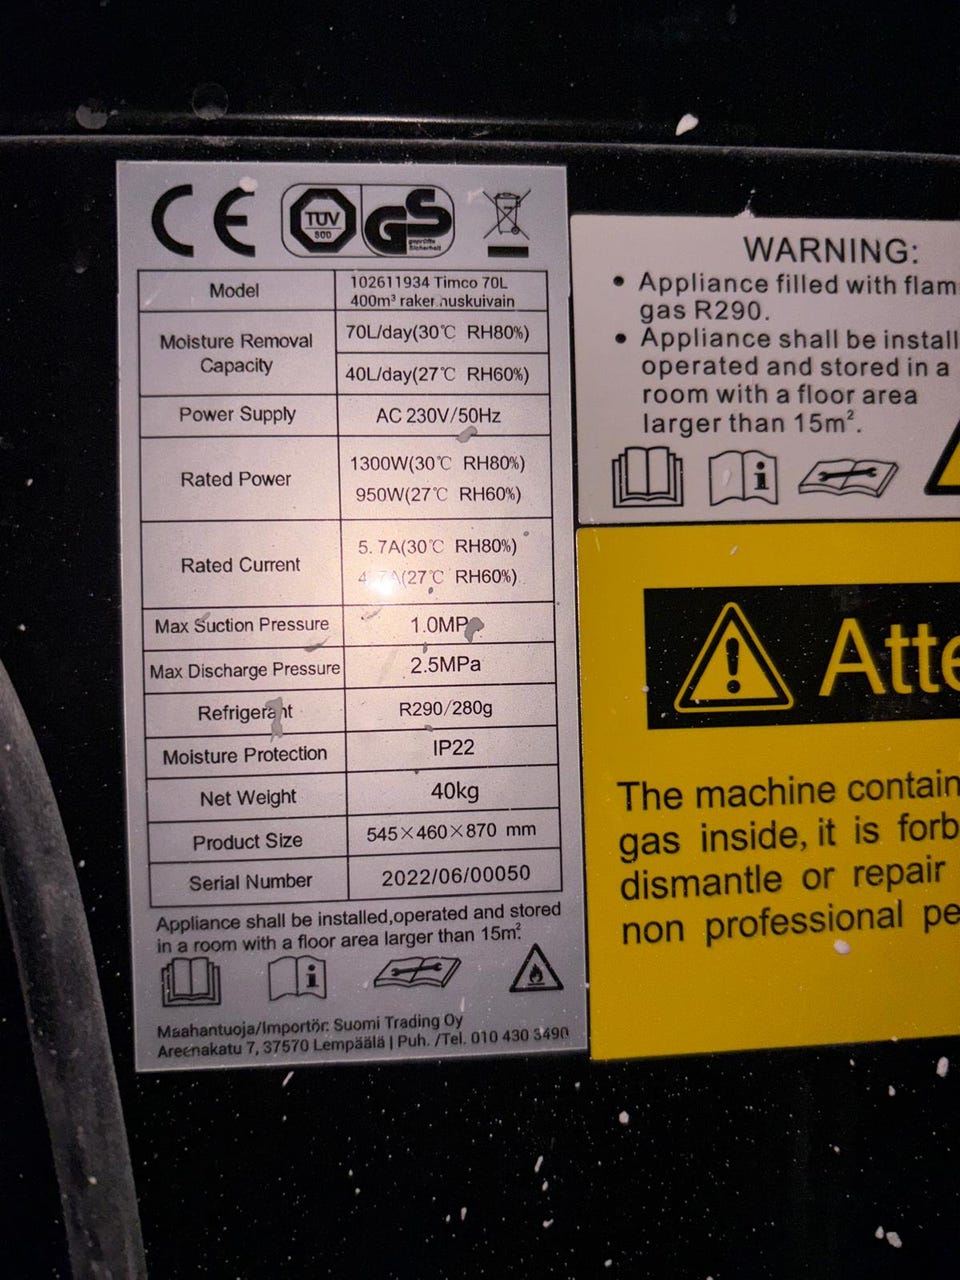 CE
TÜV
SÜD
GS
geprüfte
Sicherheit
Model 102611934 Timco 70L
400m³ rakennuskuivain
Moisture Removal Capacity 70L/day(30℃ RH80%)
40L/day(27℃ RH60%)
Power Supply AC 230V/50Hz
Rated Power 1300W(30℃ RH80%)
950W(27℃ RH60%)
Rated Current 5.7A(30℃ RH80%)
4.7A(27℃ RH60%)
Max Suction Pressure 1.0MPa
Max Discharge Pressure 2.5MPa
Refrigerant R290/280g
Moisture Protection IP22
Net Weight 40kg
Product Size 545×460×870 mm
Serial Number 2022/06/00050
Appliance shall be installed,operated and stored
in a room with a floor area larger than 15m².
Maahantuoja/Importör: Suomi Trading Oy
Areenakatu 7, 37570 Lempäälä | Puh. /Tel. 010 430 3490
WARNING:
• Appliance filled with flam
gas R290.
• Appliance shall be install
operated and stored in a
room with a floor area
larger than 15m².
Atte
The machine contain
gas inside, it is forb
dismantle or repair
non professional pe